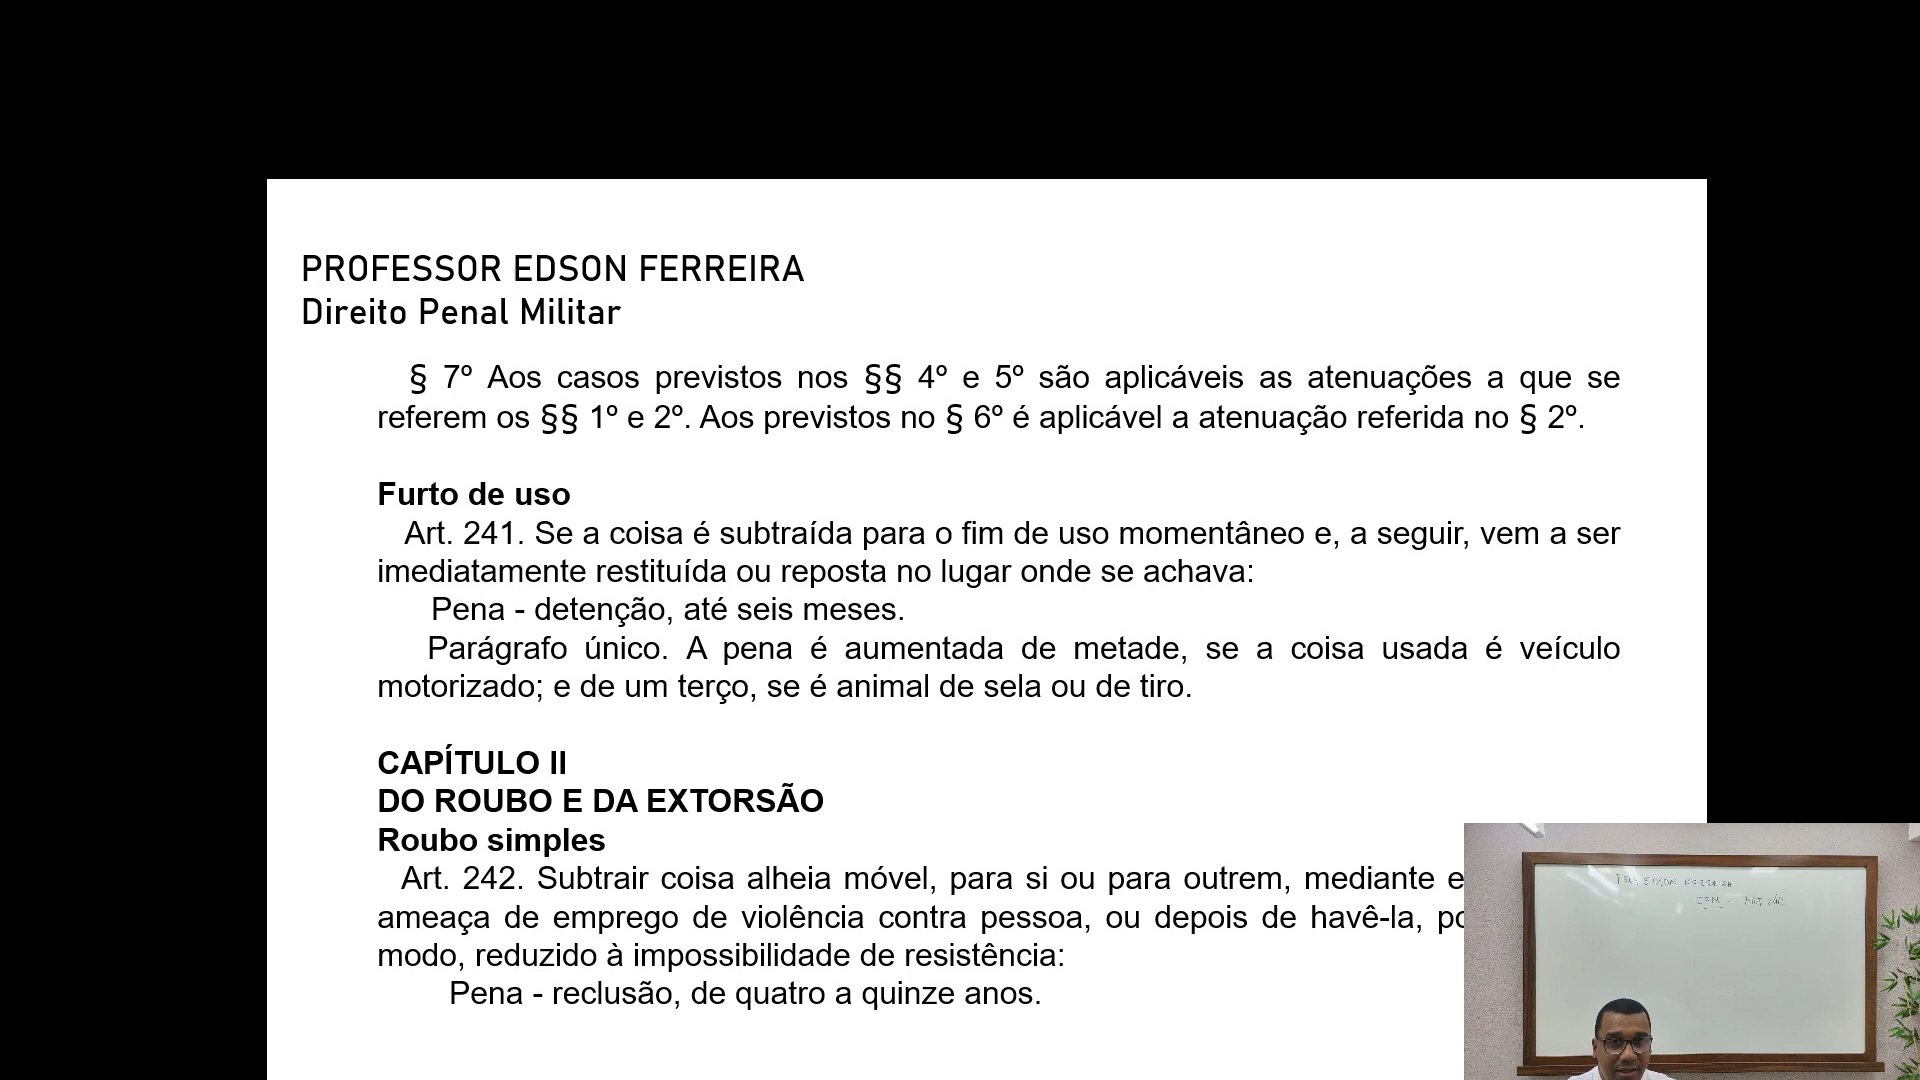 PROFESSOR EDSON FERREIRA
Direito Penal Militar
§ 7º Aos casos previstos nos §§ 4º e 5º são aplicáveis as atenuações a que se
referem os §§ 1º e 2º. Aos previstos no § 6º é aplicável a atenuação referida no § 2º.
Furto de uso
Art. 241. Se a coisa é subtraída para o fim de uso momentâneo e, a seguir, vem a ser
imediatamente restituída ou reposta no lugar onde se achava:
Pena - detenção, até seis meses.
Parágrafo único. A pena é aumentada de metade, se a coisa usada é veículo
motorizado; e de um terço, se é animal de sela ou de tiro.
CAPÍTULO II
DO ROUBO E DA EXTORSÃO
Roubo simples
Art. 242. Subtrair coisa alheia móvel, para si ou para outrem, mediante
ameaça de emprego de violência contra pessoa, ou depois de havê-la,
modo, reduzido à impossibilidade de resistência:
Pena - reclusão, de quatro a quinze anos.
EDSON FERREIRA
CPM